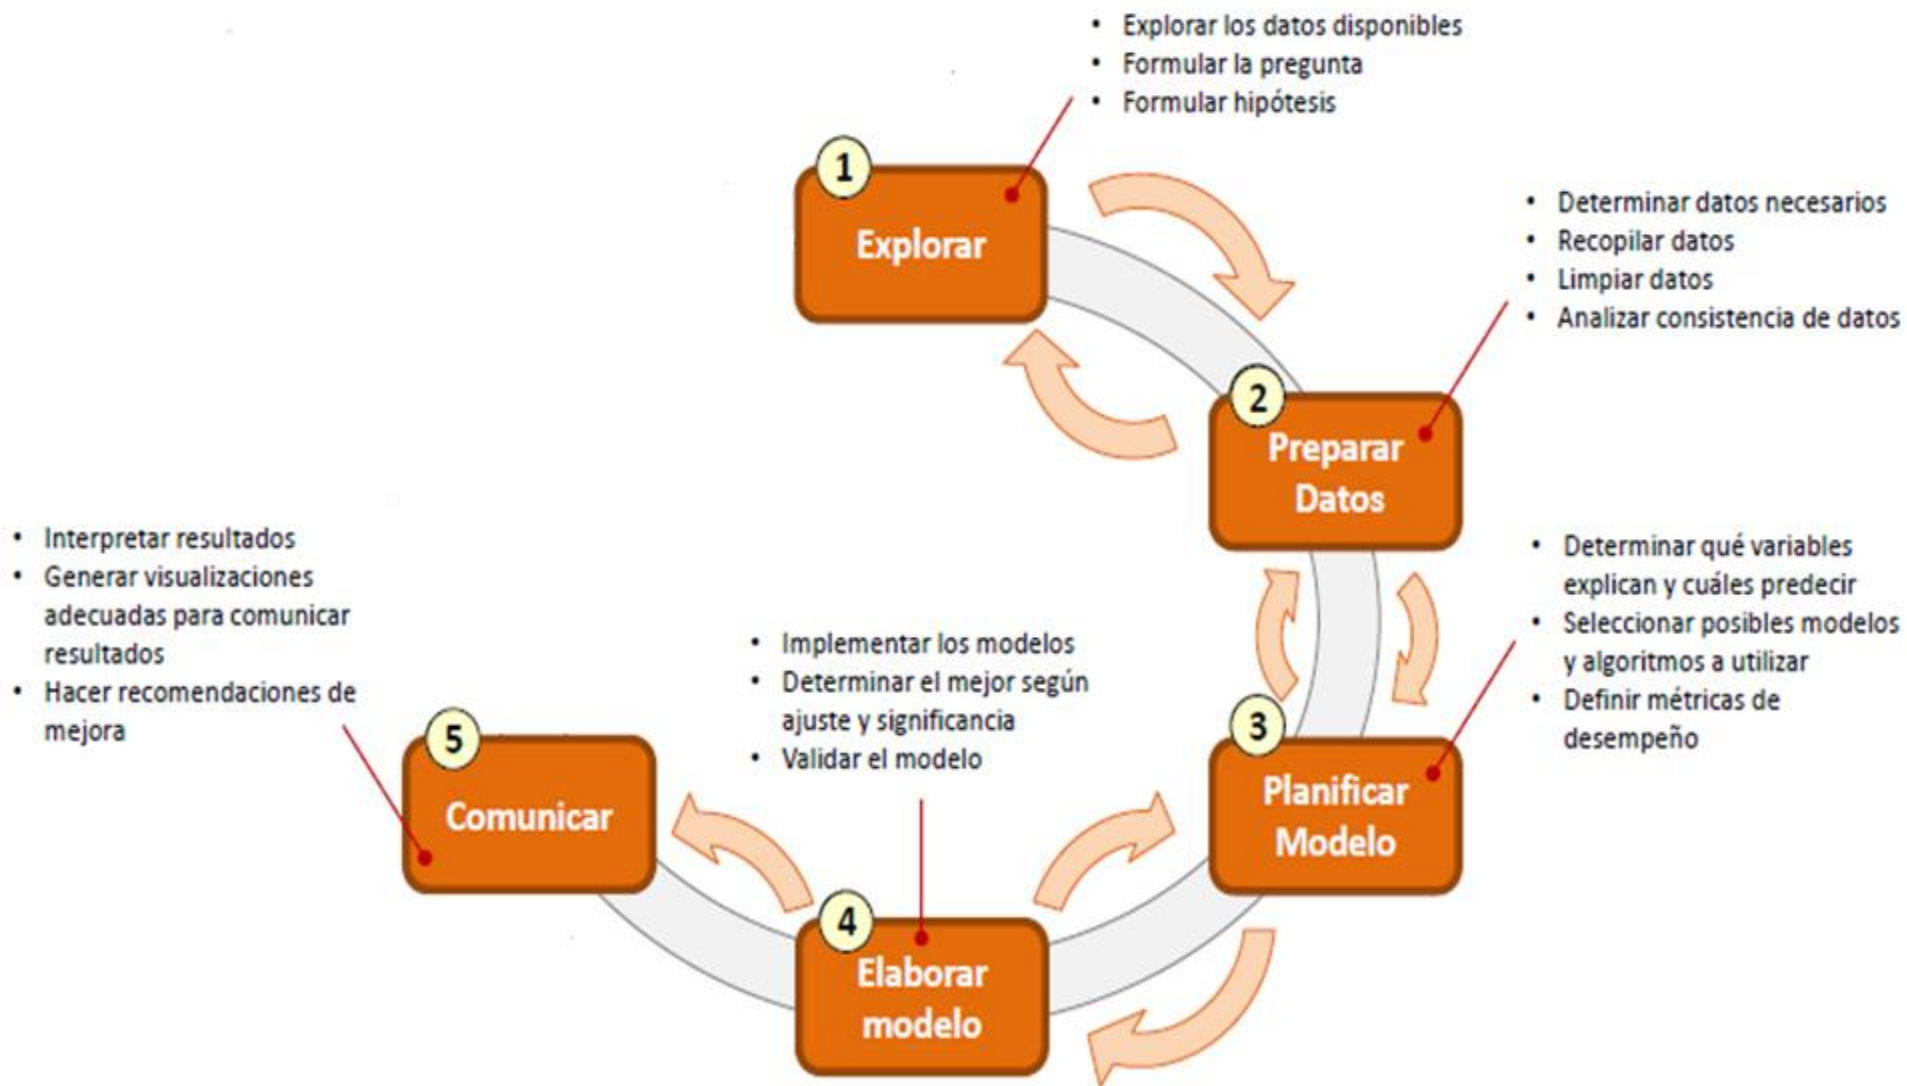 • Explorar los datos disponibles
• Formular la pregunta
• Formular hipótesis
1
Explorar
• Determinar datos necesarios
• Recopilar datos
• Limpiar datos
• Analizar consistencia de datos
2
Preparar
Datos
• Determinar qué variables
explican y cuáles predecir
• Seleccionar posibles modelos
y algoritmos a utilizar
• Definir métricas de
desempeño
3
Planificar
Modelo
• Implementar los modelos
• Determinar el mejor según
ajuste y significancia
• Validar el modelo
4
Elaborar
modelo
• Interpretar resultados
• Generar visualizaciones
adecuadas para comunicar
resultados
• Hacer recomendaciones de
mejora
5
Comunicar